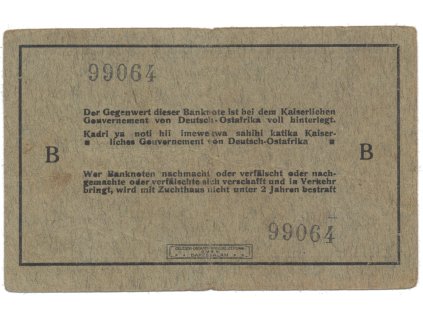 99064
Der Gegenwert dieser Banknote ist bei dem Kaiserlichen
Gouvernement von Deutsch-Ostafrika voll hinterlegt.
Kadri ya noti hii imewekwa sahihi katika Kaiser-
liches Gouvernement von Deutsch-Ostafrika
B
B
Wer Banknoten nachmacht oder verfälscht oder nach-
gemachte oder verfälschte sich verschafft und in Verkehr
bringt, wird mit Zuchthaus nicht unter 2 Jahren bestraft
99064
DARESSALAM